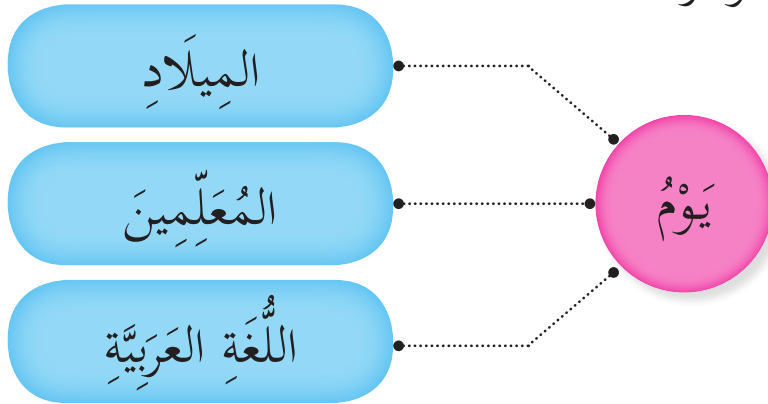 يَوْمُ
المِيلَادِ
المُعَلِّمِينَ
اللُّغَةِ العَرَبِيَّةِ